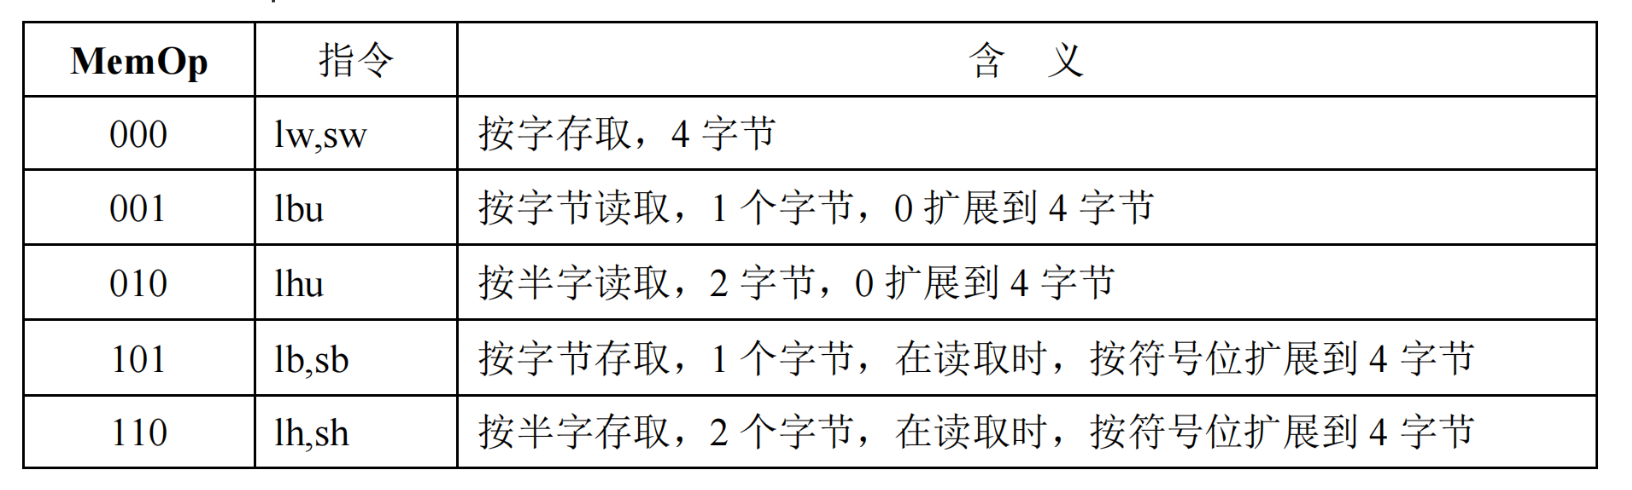 MemOp 指令 含 义
000 lw,sw 按字存取，4 字节
001 lbu 按字节读取，1 个字节，0 扩展到 4 字节
010 lhu 按半字读取，2 字节，0 扩展到 4 字节
101 lb,sb 按字节存取，1 个字节，在读取时，按符号位扩展到 4 字节
110 lh,sh 按半字存取，2 个字节，在读取时，按符号位扩展到 4 字节